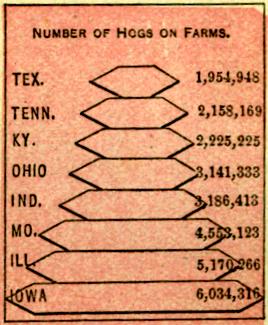 NUMBER OF HOGS ON FARMS.
TEX. 1,954,948
TENN. 2,158,169
KY. 2,225,225
OHIO 3,141,333
IND. 3,186,413
MO. 4,553,123
ILL. 5,170,266
IOWA 6,034,316